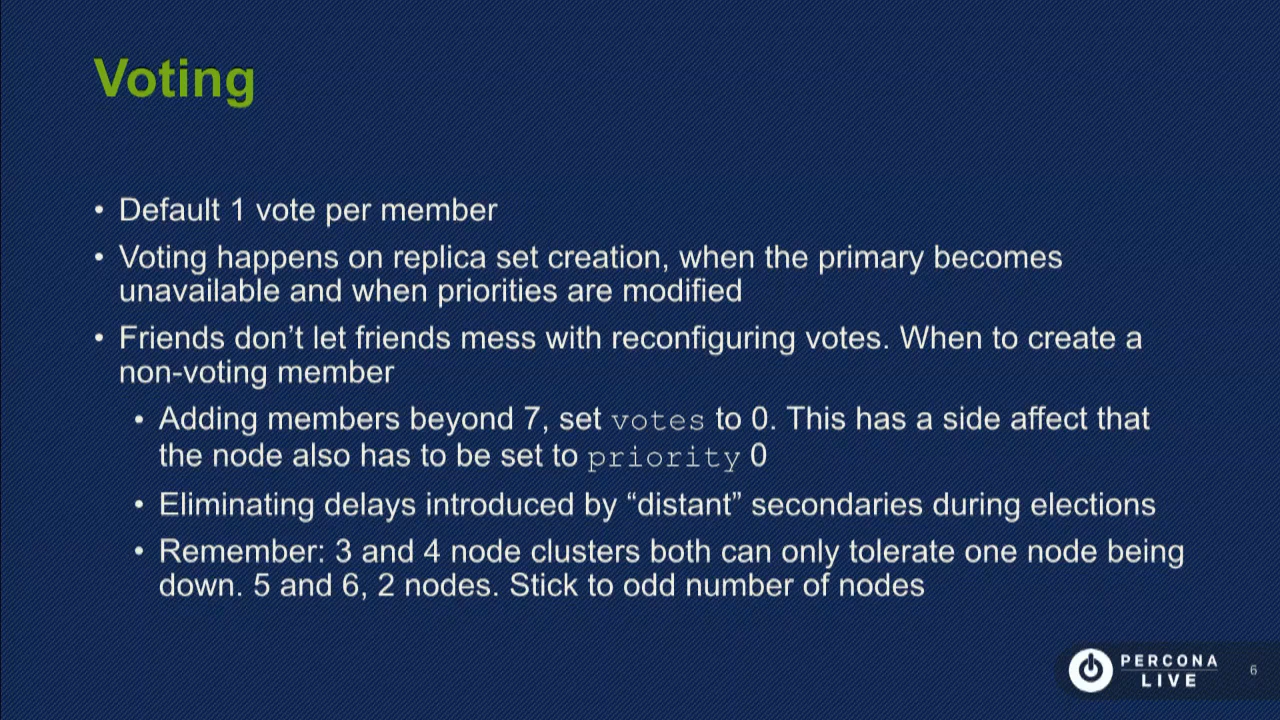 Voting
• Default 1 vote per member
• Voting happens on replica set creation, when the primary becomes
unavailable and when priorities are modified
• Friends don’t let friends mess with reconfiguring votes. When to create a
non-voting member
• Adding members beyond 7, set votes to 0. This has a side affect that
the node also has to be set to priority 0
• Eliminating delays introduced by “distant” secondaries during elections
• Remember: 3 and 4 node clusters both can only tolerate one node being
down. 5 and 6, 2 nodes. Stick to odd number of nodes
PERCONA
LIVE
6